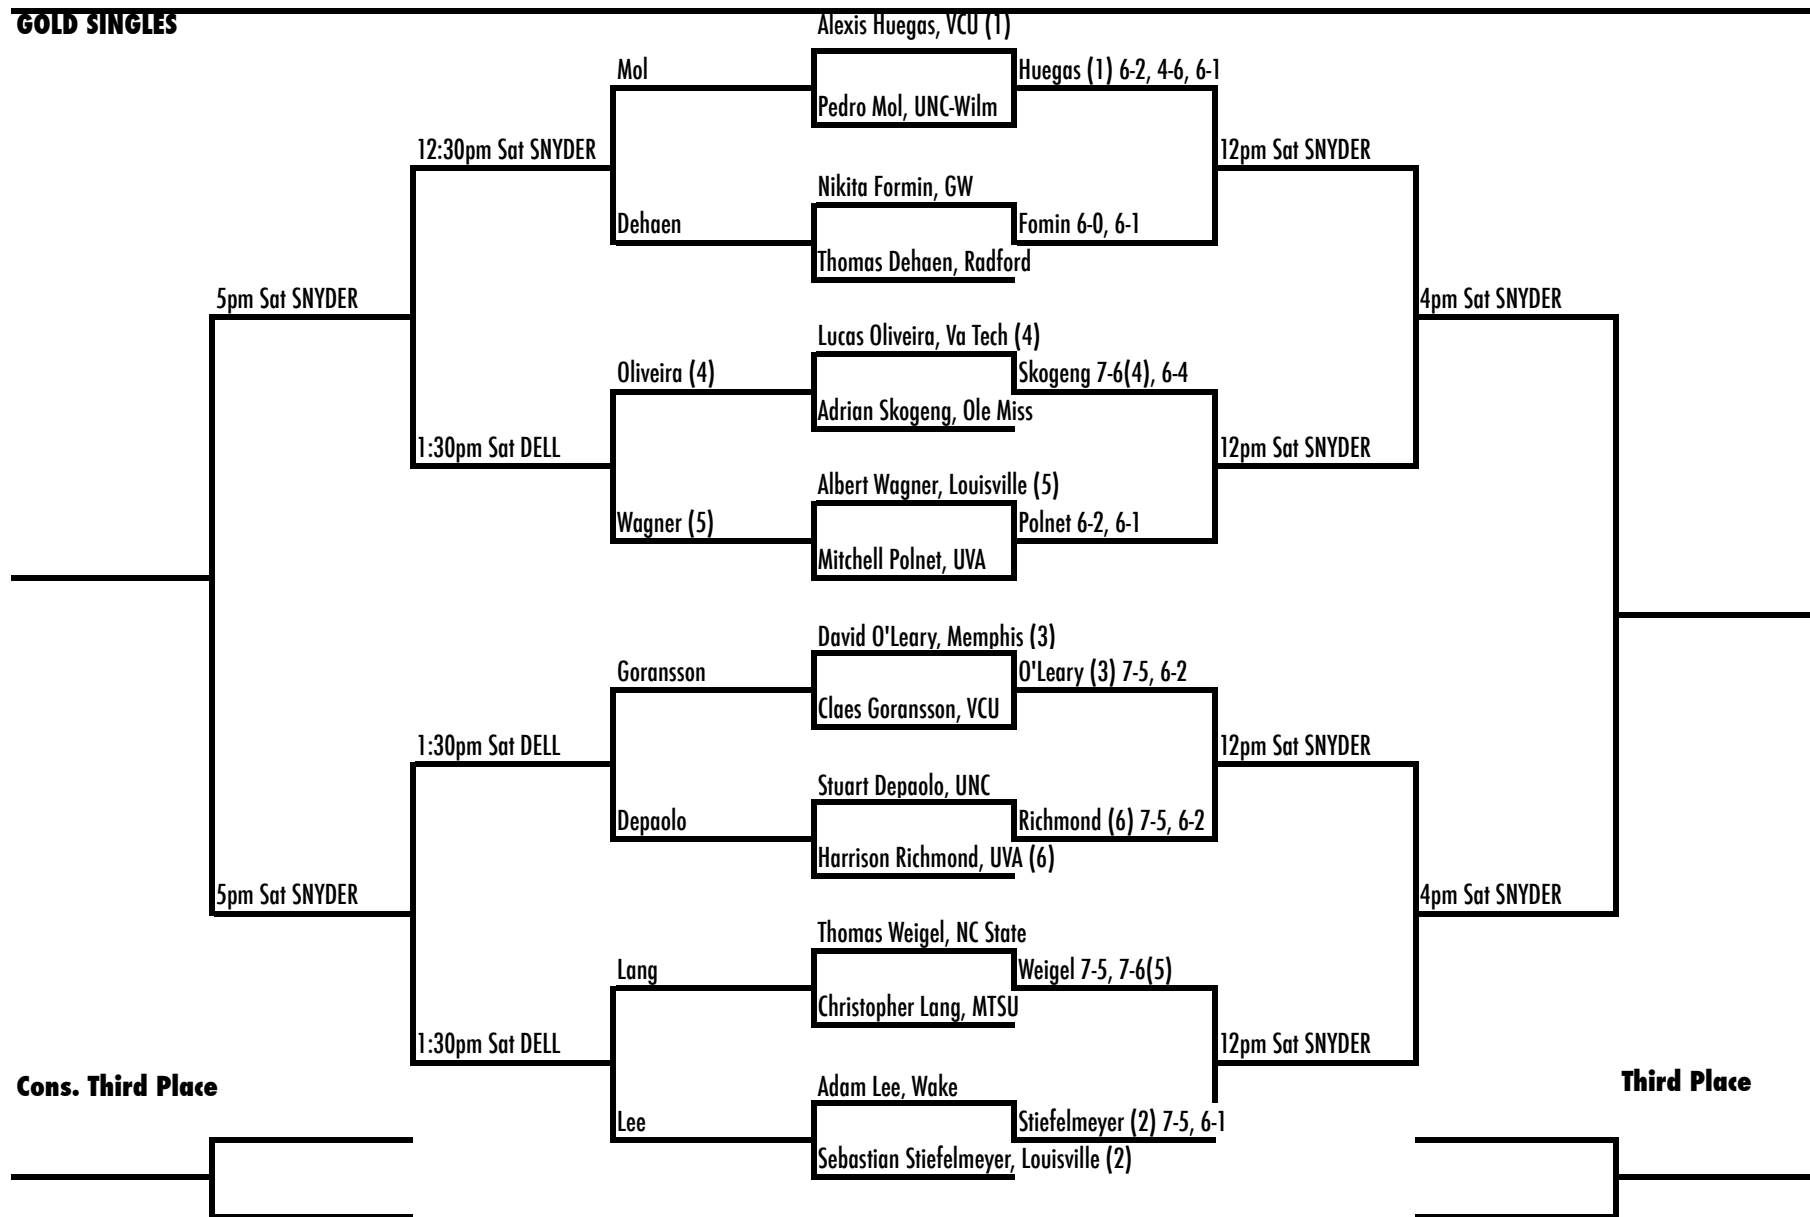 GOLD SINGLES
Alexis Huegas, VCU (1)
Mol
Huegas (1) 6-2, 4-6, 6-1
Pedro Mol, UNC-Wilm
12:30pm Sat SNYDER
12pm Sat SNYDER
Nikita Formin, GW
Dehaen
Fomin 6-0, 6-1
Thomas Dehaen, Radford
5pm Sat SNYDER
4pm Sat SNYDER
Lucas Oliveira, Va Tech (4)
Oliveira (4)
Skogeng 7-6(4), 6-4
Adrian Skogeng, Ole Miss
1:30pm Sat DELL
12pm Sat SNYDER
Albert Wagner, Louisville (5)
Wagner (5)
Polnet 6-2, 6-1
Mitchell Polnet, UVA
David O'Leary, Memphis (3)
Goransson
O'Leary (3) 7-5, 6-2
Claes Goransson, VCU
1:30pm Sat DELL
12pm Sat SNYDER
Stuart Depaolo, UNC
Depaolo
Richmond (6) 7-5, 6-2
Harrison Richmond, UVA (6)
5pm Sat SNYDER
4pm Sat SNYDER
Thomas Weigel, NC State
Lang
Weigel 7-5, 7-6(5)
Christopher Lang, MTSU
1:30pm Sat DELL
12pm Sat SNYDER
Cons. Third Place
Adam Lee, Wake
Third Place
Lee
Stiefelmeyer (2) 7-5, 6-1
Sebastian Stiefelmeyer, Louisville (2)